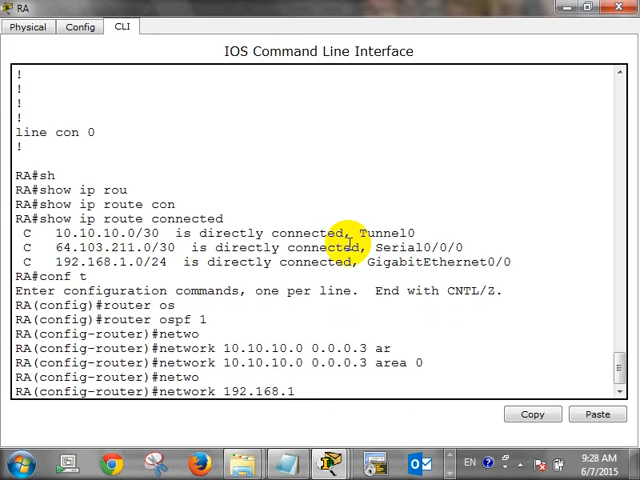 RA
Physical Config CLI
IOS Command Line Interface
!
!
!
!
line con 0
!
RA#sh
RA#show ip rou
RA#show ip route con
RA#show ip route connected
C 10.10.10.0/30 is directly connected, Tunnel0
C 64.103.211.0/30 is directly connected, Serial0/0/0
C 192.168.1.0/24 is directly connected, GigabitEthernet0/0
RA#conf t
Enter configuration commands, one per line. End with CNTL/Z.
RA(config)#router os
RA(config)#router ospf 1
RA(config-router)#netwo
RA(config-router)#network 10.10.10.0 0.0.0.3 ar
RA(config-router)#network 10.10.10.0 0.0.0.3 area 0
RA(config-router)#netwo
RA(config-router)#network 192.168.1
Copy Paste
EN
9:28 AM
6/7/2015